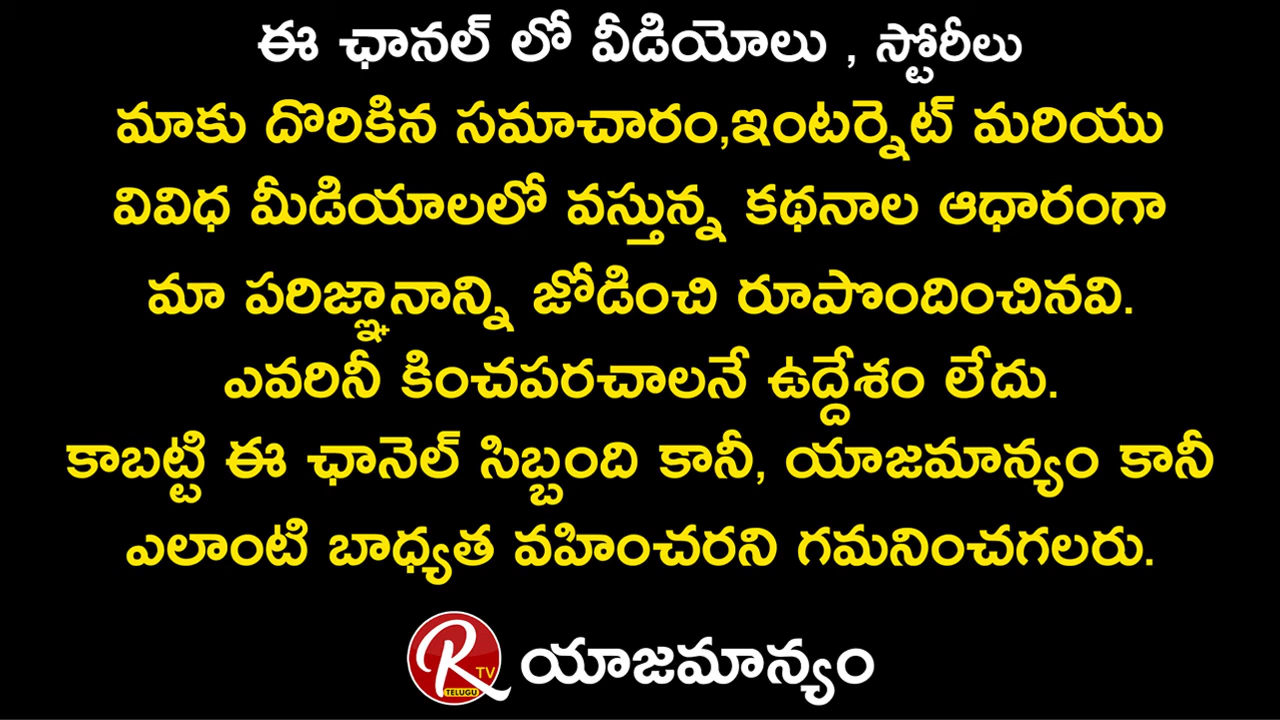 ఈ ఛానల్ లో వీడియోలు , స్టోరీలు
మాకు దొరికిన సమాచారం,ఇంటర్నెట్ మరియు
వివిధ మీడియాలలో వస్తున్న కథనాల ఆధారంగా
మా పరిజ్ఞానాన్ని జోడించి రూపొందించినవి.
ఎవరినీ కించపరచాలనే ఉద్దేశం లేదు.
కాబట్టి ఈ ఛానెల్ సిబ్బంది కానీ, యాజమాన్యం కానీ
ఎలాంటి బాధ్యత వహించరని గమనించగలరు.
R TV TELUGU యాజమాన్యం